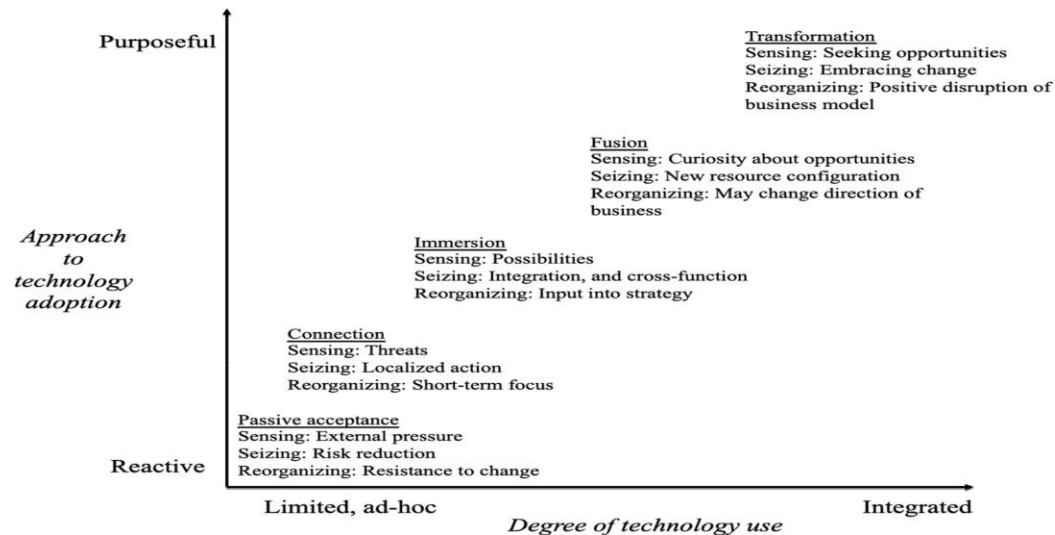 Purposeful
Transformation
Sensing: Seeking opportunities
Seizing: Embracing change
Reorganizing: Positive disruption of
business model
Fusion
Sensing: Curiosity about opportunities
Seizing: New resource configuration
Reorganizing: May change direction of
business
Approach
to
technology
adoption
Immersion
Sensing: Possibilities
Seizing: Integration, and cross-function
Reorganizing: Input into strategy
Connection
Sensing: Threats
Seizing: Localized action
Reorganizing: Short-term focus
Passive acceptance
Sensing: External pressure
Seizing: Risk reduction
Reorganizing: Resistance to change
Reactive
Limited, ad-hoc
Integrated
Degree of technology use